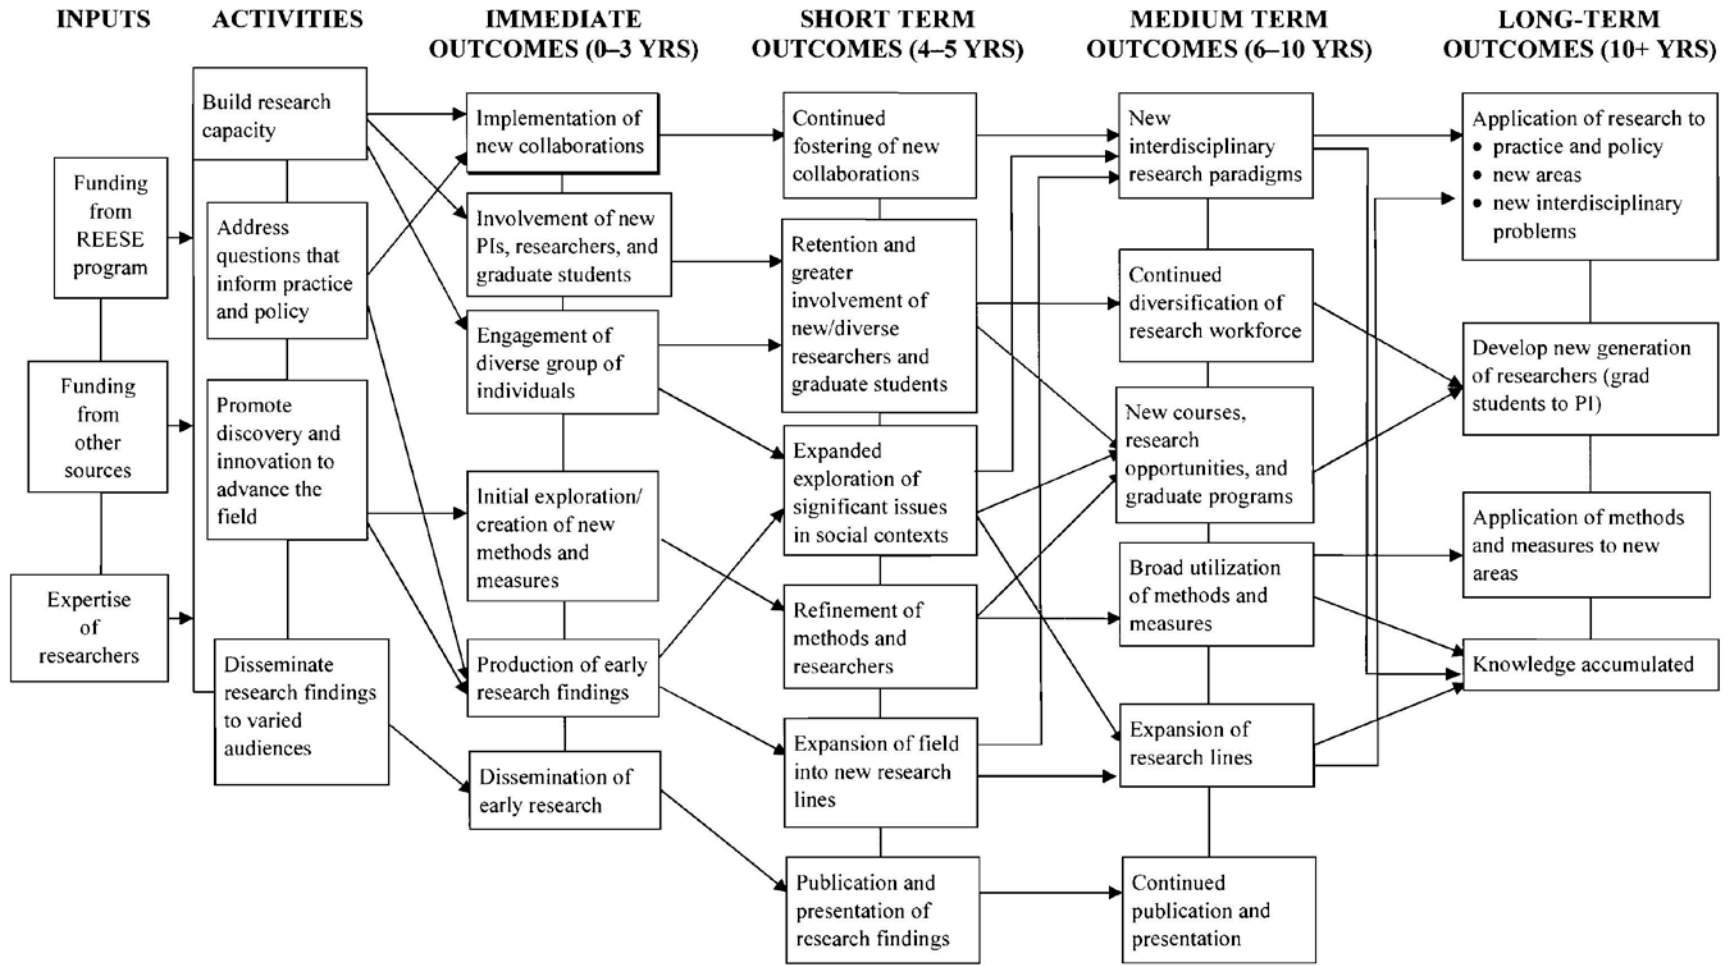 INPUTS
ACTIVITIES
IMMEDIATE
OUTCOMES (0–3 YRS)
SHORT TERM
OUTCOMES (4–5 YRS)
MEDIUM TERM
OUTCOMES (6–10 YRS)
LONG-TERM
OUTCOMES (10+ YRS)
Funding
from
REESE
program
Funding
from
other
sources
Expertise
of
researchers
Build research
capacity
Address
questions that
inform practice
and policy
Promote
discovery and
innovation to
advance the
field
Disseminate
research findings
to varied
audiences
Implementation of
new collaborations
Involvement of new
PIs, researchers, and
graduate students
Engagement of
diverse group of
individuals
Initial exploration/
creation of new
methods and
measures
Production of early
research findings
Dissemination of
early research
Continued
fostering of new
collaborations
Retention and
greater
involvement of
new/diverse
researchers and
graduate students
Expanded
exploration of
significant issues
in social contexts
Refinement of
methods and
researchers
Expansion of field
into new research
lines
Publication and
presentation of
research findings
New
interdisciplinary
research paradigms
Continued
diversification of
research workforce
New courses,
research
opportunities, and
graduate programs
Broad utilization
of methods and
measures
Expansion of
research lines
Continued
publication and
presentation
Application of research to
• practice and policy
• new areas
• new interdisciplinary
problems
Develop new generation
of researchers (grad
students to PI)
Application of methods
and measures to new
areas
Knowledge accumulated